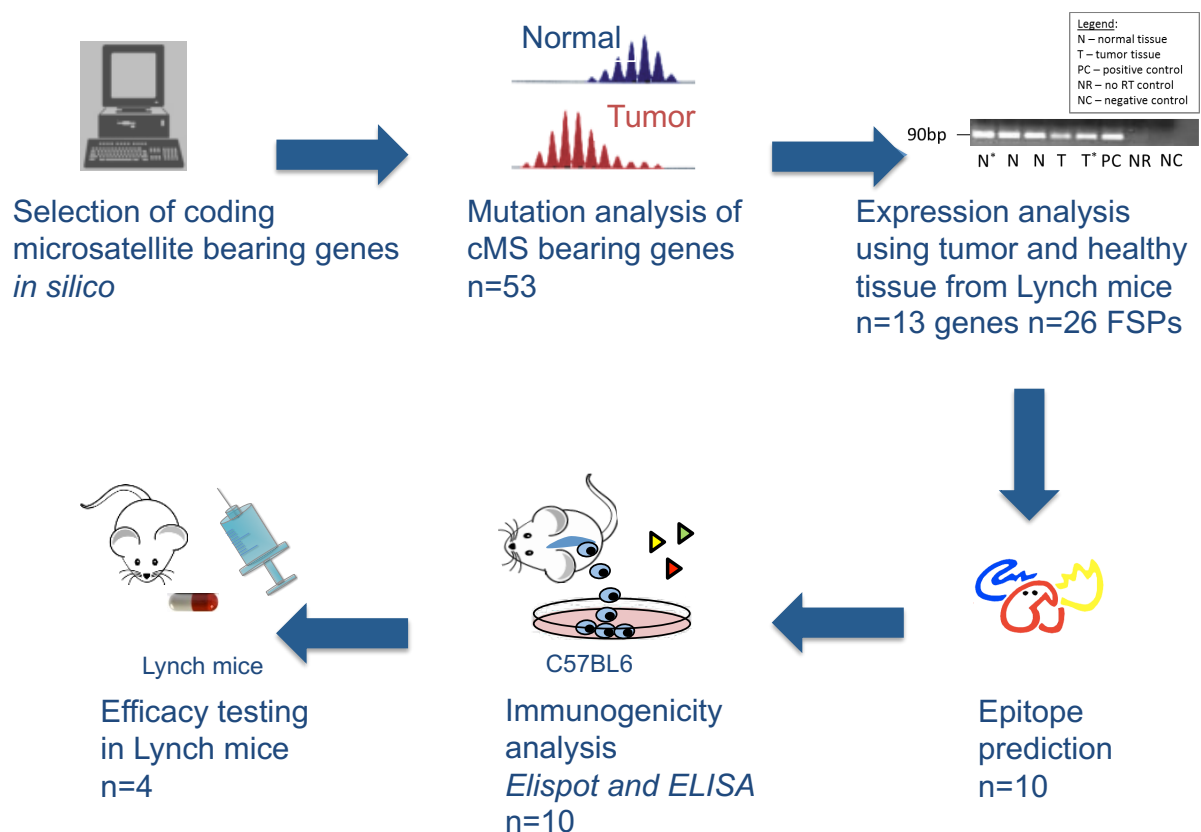 Normal
Tumor
Legend:
N – normal tissue
T – tumor tissue
PC – positive control
NR – no RT control
NC – negative control
90bp
N* N N T T* PC NR NC
Selection of coding
microsatellite bearing genes
in silico
Mutation analysis of
cMS bearing genes
n=53
Expression analysis
using tumor and healthy
tissue from Lynch mice
n=13 genes n=26 FSPs
Lynch mice
Efficacy testing
in Lynch mice
n=4
C57BL6
Immunogenicity
analysis
Elispot and ELISA
n=10
Epitope
prediction
n=10